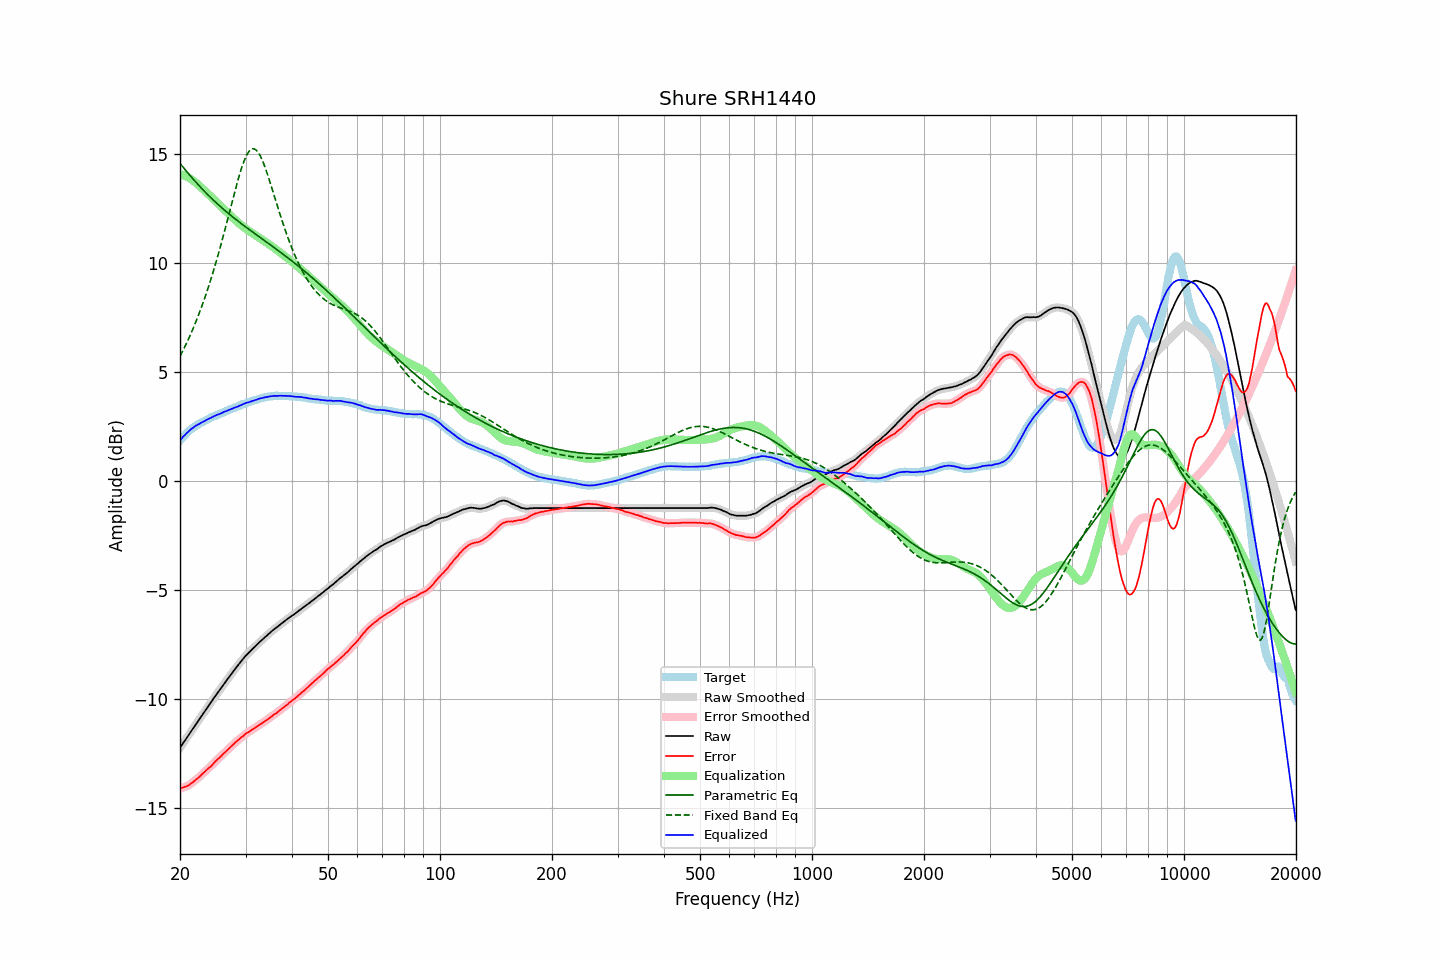 Shure SRH1440
Amplitude (dBr)
15
10
5
0
−5
−10
−15
Target
Raw Smoothed
Error Smoothed
Raw
Error
Equalization
Parametric Eq
Fixed Band Eq
Equalized
20 50 100 200 500 1000 2000 5000 10000 20000
Frequency (Hz)